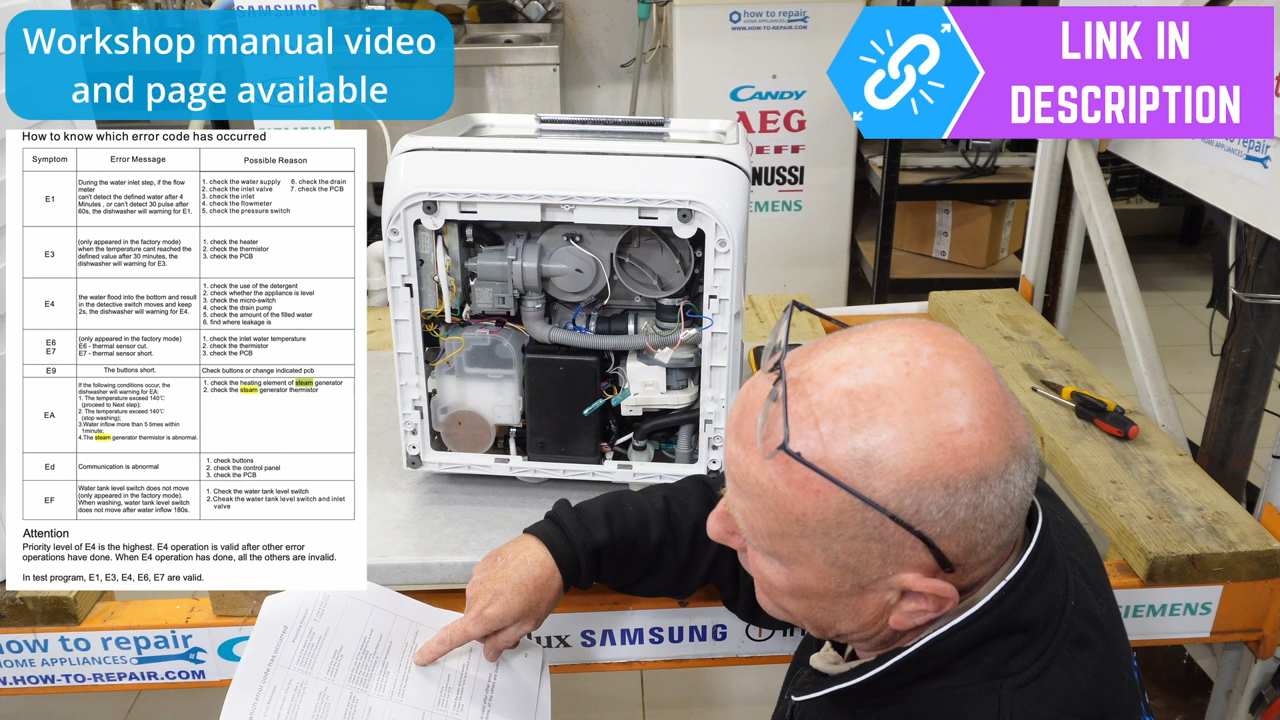 Workshop manual video
and page available
LINK IN
DESCRIPTION
SAMSUNG
how to repair
HOME APPLIANCES
WWW.HOW-TO-REPAIR.COM
CANDY
AEG
NEFF
ZANUSSI
SIEMENS
How to know which error code has occurred
Symptom Error Message Possible Reason
E1
During the water inlet step, if the flow
meter
can't detect the defined water after 4
Minutes , or can't detect 30 pulse after
60s, the dishwasher will warning for E1.
1. check the water supply 6. check the drain
2. check the inlet valve 7. check the PCB
3. check the inlet
4. check the flowmeter
5. check the pressure switch
E3
(only appeared in the factory mode)
when the temperature cant reached the
defined value after 30 minutes, the
dishwasher will warning for E3.
1. check the heater
2. check the thermistor
3. check the PCB
E4
the water flood into the bottom and result
in the detective switch moves and keep
2s, the dishwasher will warning for E4.
1. check the use of the detergent
2. check whether the appliance is level
3. check the micro-switch
4. check the drain pump
5. check the amount of the filled water
6. find where leakage is
E6
E7
(only appeared in the factory mode)
E6 - thermal sensor cut.
E7 - thermal sensor short.
1. check the inlet water temperature
2. check the thermistor
3. check the PCB
E9 The buttons short. Check buttons or change indicated pcb
EA
If the following conditions occur, the
dishwasher will warning for EA:
1. The temperature exceed 140℃
(proceed to Next step);
2. The temperature exceed 140℃
(stop washing);
3.Water inflow more than 5 times within
1minute;
4.The steam generator thermistor is abnormal.
1. check the heating element of steam generator
2. check the steam generator thermistor
Ed
Communication is abnormal
1. check buttons
2. check the control panel
3. check the PCB
EF
Water tank level switch does not move
(only appeared in the factory mode).
When washing, water tank level switch
does not move after water inflow 180s.
1. Check the water tank level switch
2.Cheak the water tank level switch and inlet
valve
Attention
Priority level of E4 is the highest. E4 operation is valid after other error
operations have done. When E4 operation has done, all the others are invalid.
In test program, E1, E3, E4, E6, E7 are valid.
which error code has occurred
how to repair
HOME APPLIANCES
WWW.HOW-TO-REPAIR.COM
lux SAMSUNG
SIEMENS
repair